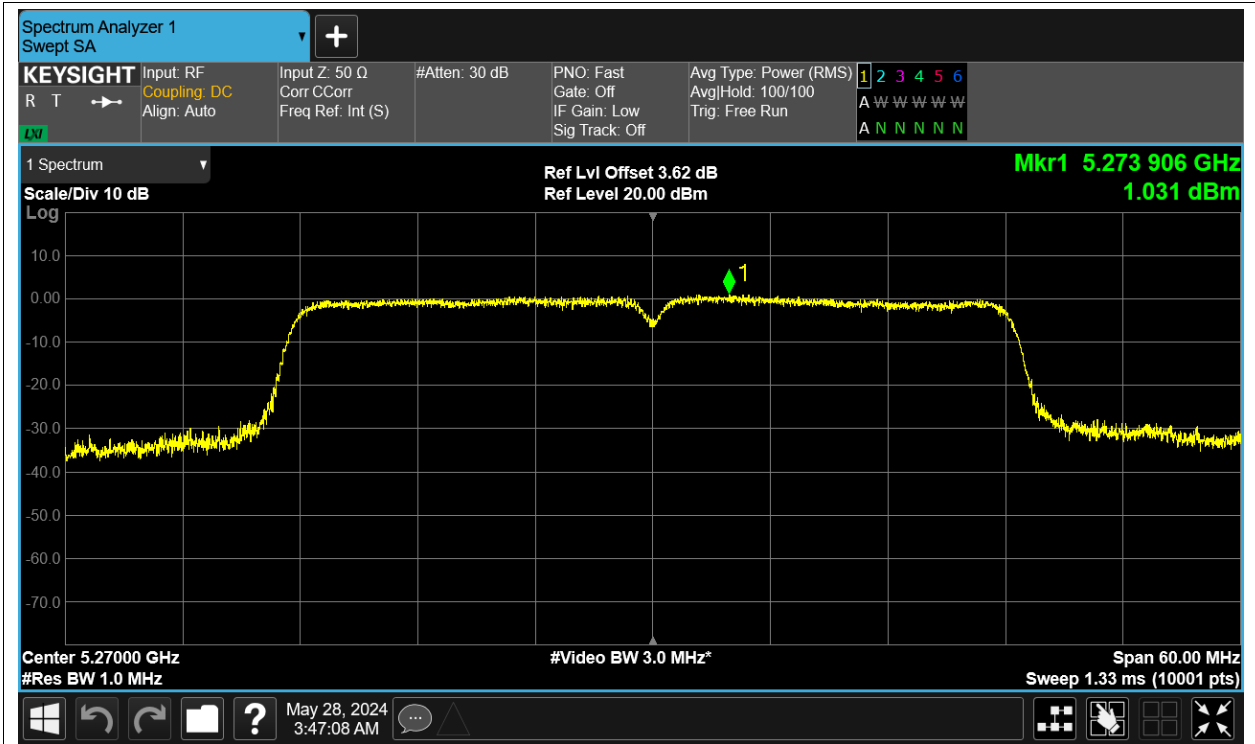 Spectrum Analyzer 1
Swept SA
KEYSIGHT
R T
LXI
Input: RF
Coupling: DC
Align: Auto
Input Z: 50 Ω
Corr CCorr
Freq Ref: Int (S)
#Atten: 30 dB
PNO: Fast
Gate: Off
IF Gain: Low
Sig Track: Off
Avg Type: Power (RMS)
Avg|Hold: 100/100
Trig: Free Run
1 2 3 4 5 6
A W W W W W
A N N N N N
1 Spectrum
Scale/Div 10 dB
Log
Ref Lvl Offset 3.62 dB
Ref Level 20.00 dBm
Mkr1 5.273 906 GHz
1.031 dBm
10.0
0.00
-10.0
-20.0
-30.0
-40.0
-50.0
-60.0
-70.0
1
Center 5.27000 GHz
#Res BW 1.0 MHz
#Video BW 3.0 MHz*
Span 60.00 MHz
Sweep 1.33 ms (10001 pts)
?
May 28, 2024
3:47:08 AM